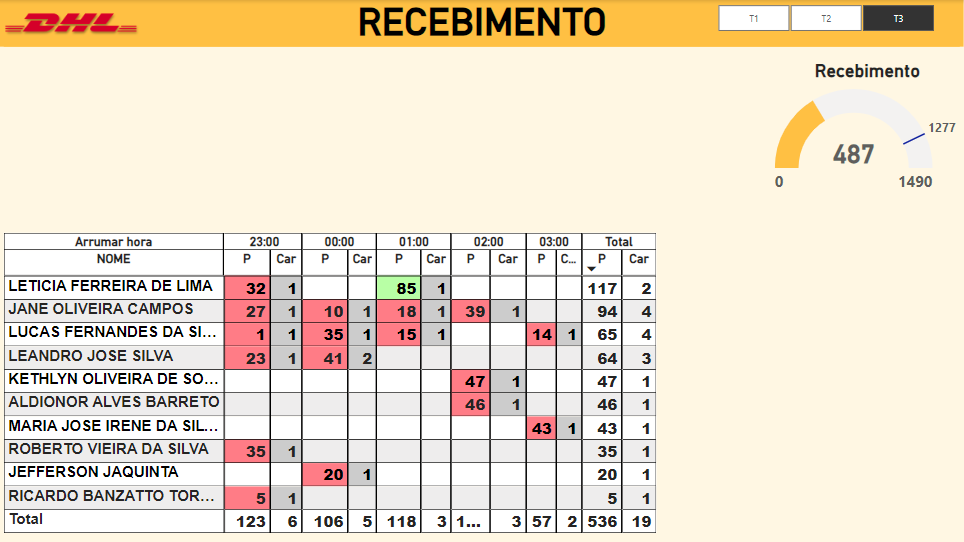 DHL
RECEBIMENTO
T1 T2 T3
Recebimento
1277
487
0 1490
Arrumar hora 23:00 00:00 01:00 02:00 03:00 Total
NOME P Car P Car P Car P Car P C... P Car
LETICIA FERREIRA DE LIMA 32 1 85 1 117 2
JANE OLIVEIRA CAMPOS 27 1 10 1 18 1 39 1 94 4
LUCAS FERNANDES DA SI... 1 1 35 1 15 1 14 1 65 4
LEANDRO JOSE SILVA 23 1 41 2 64 3
KETHLYN OLIVEIRA DE SO... 47 1 47 1
ALDIONOR ALVES BARRETO 46 1 46 1
MARIA JOSE IRENE DA SIL... 43 1 43 1
ROBERTO VIEIRA DA SILVA 35 1 35 1
JEFFERSON JAQUINTA 20 1 20 1
RICARDO BANZATTO TOR... 5 1 5 1
Total 123 6 106 5 118 3 1... 3 57 2 536 19